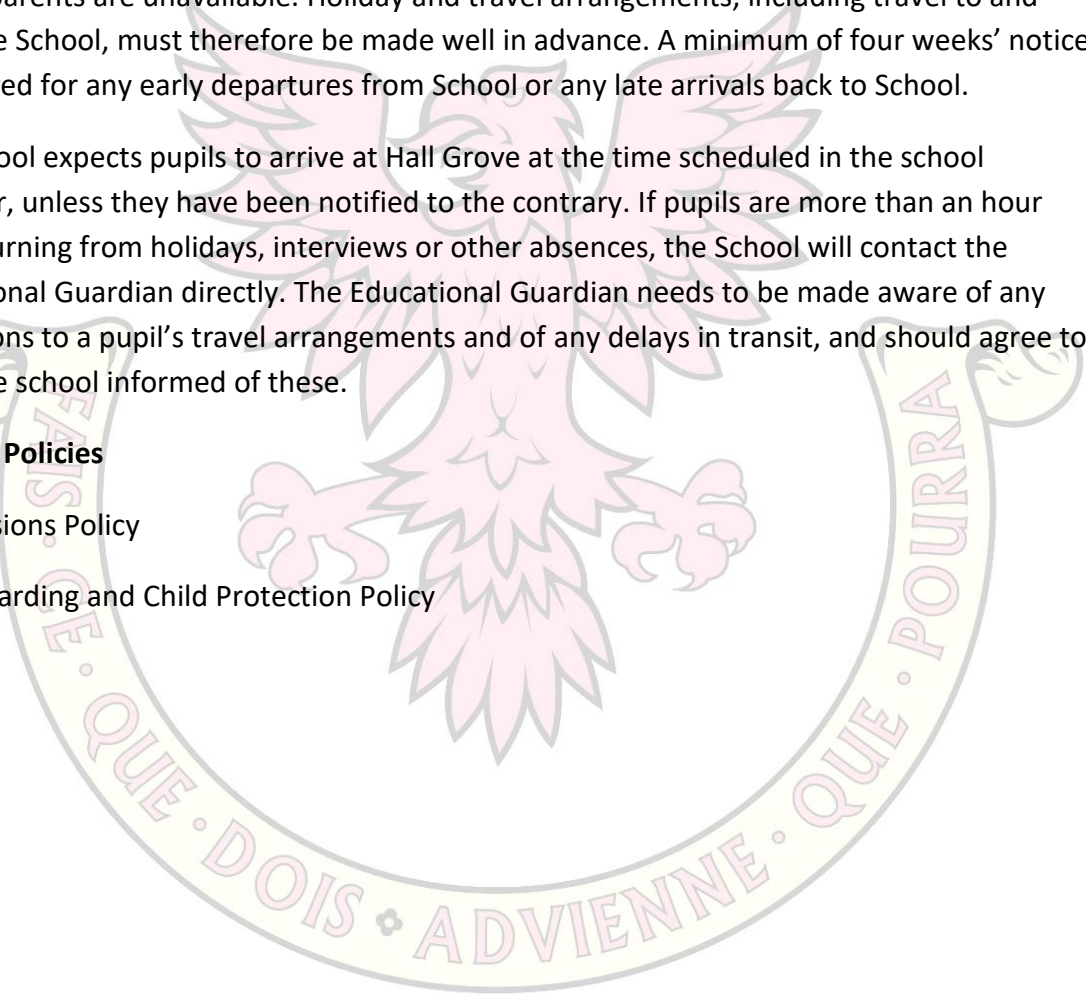 parents are unavailable. Holiday and travel arrangements, including travel to and
e School, must therefore be made well in advance. A minimum of four weeks’ notice
ed for any early departures from School or any late arrivals back to School.
ool expects pupils to arrive at Hall Grove at the time scheduled in the school
r, unless they have been notified to the contrary. If pupils are more than an hour
urning from holidays, interviews or other absences, the School will contact the
onal Guardian directly. The Educational Guardian needs to be made aware of any
ons to a pupil’s travel arrangements and of any delays in transit, and should agree to
e school informed of these.
Policies
sions Policy
arding and Child Protection Policy
FAIS · CE · QUE · DOIS ADVIENNE · QUE · POURRA